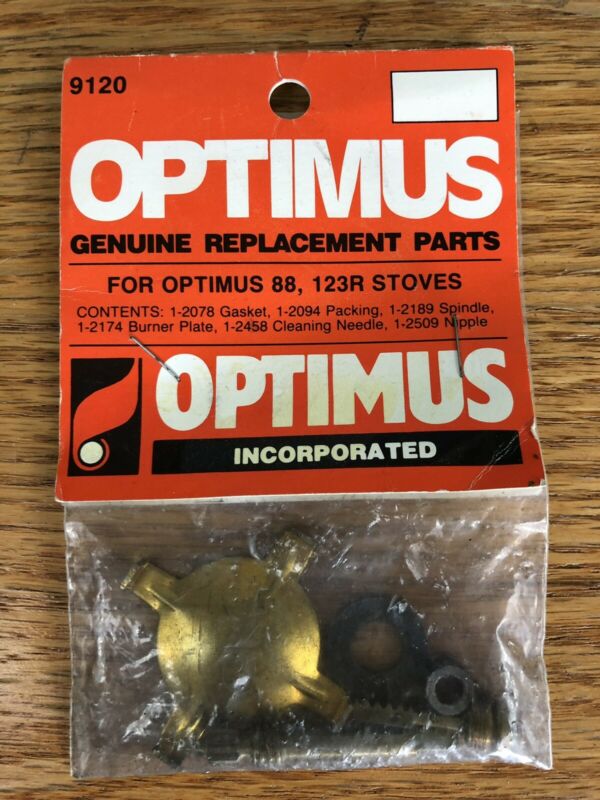 9120
OPTIMUS
GENUINE REPLACEMENT PARTS
FOR OPTIMUS 88, 123R STOVES
CONTENTS: 1-2078 Gasket, 1-2094 Packing, 1-2189 Spindle,
1-2174 Burner Plate, 1-2458 Cleaning Needle, 1-2509 Nipple
OPTIMUS
INCORPORATED